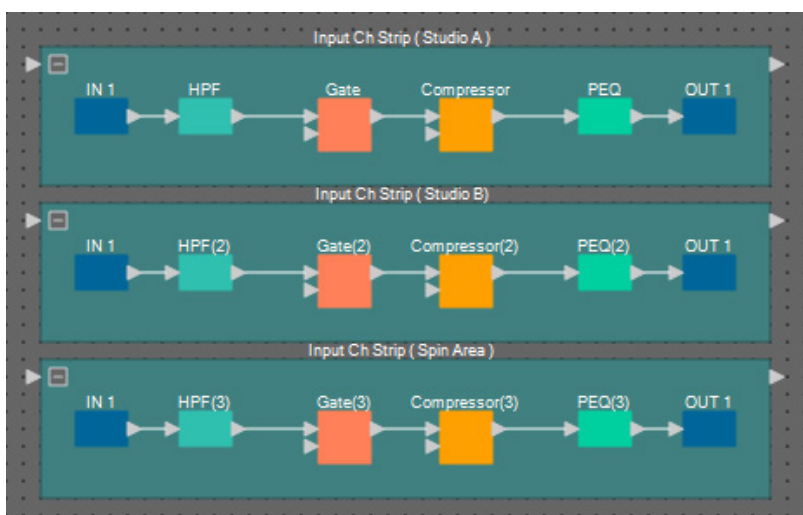 Input Ch Strip ( Studio A )
IN 1 HPF Gate Compressor PEQ OUT 1
Input Ch Strip ( Studio B)
IN 1 HPF(2) Gate(2) Compressor(2) PEQ(2) OUT 1
Input Ch Strip ( Spin Area )
IN 1 HPF(3) Gate(3) Compressor(3) PEQ(3) OUT 1